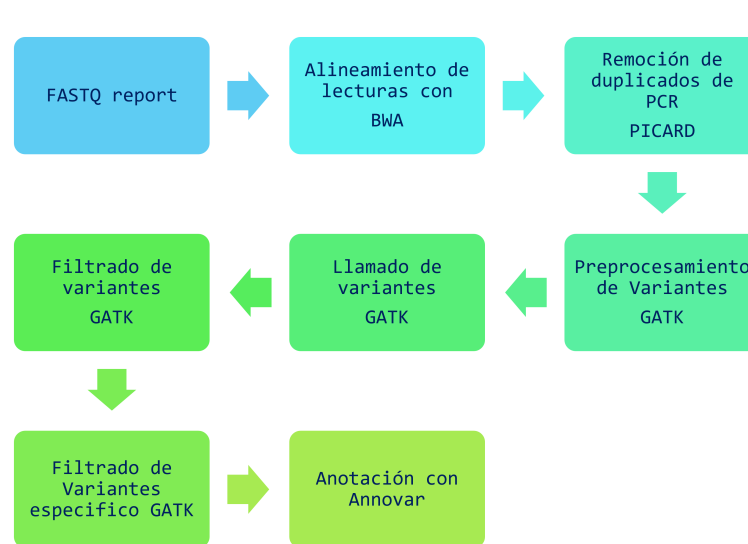 FASTQ report
Alineamiento de
lecturas con
BWA
Remoción de
duplicados de
PCR
PICARD
Preprocesamiento
de Variantes
GATK
Llamado de
variantes
GATK
Filtrado de
variantes
GATK
Filtrado de
Variantes
especifico GATK
Anotación con
Annovar